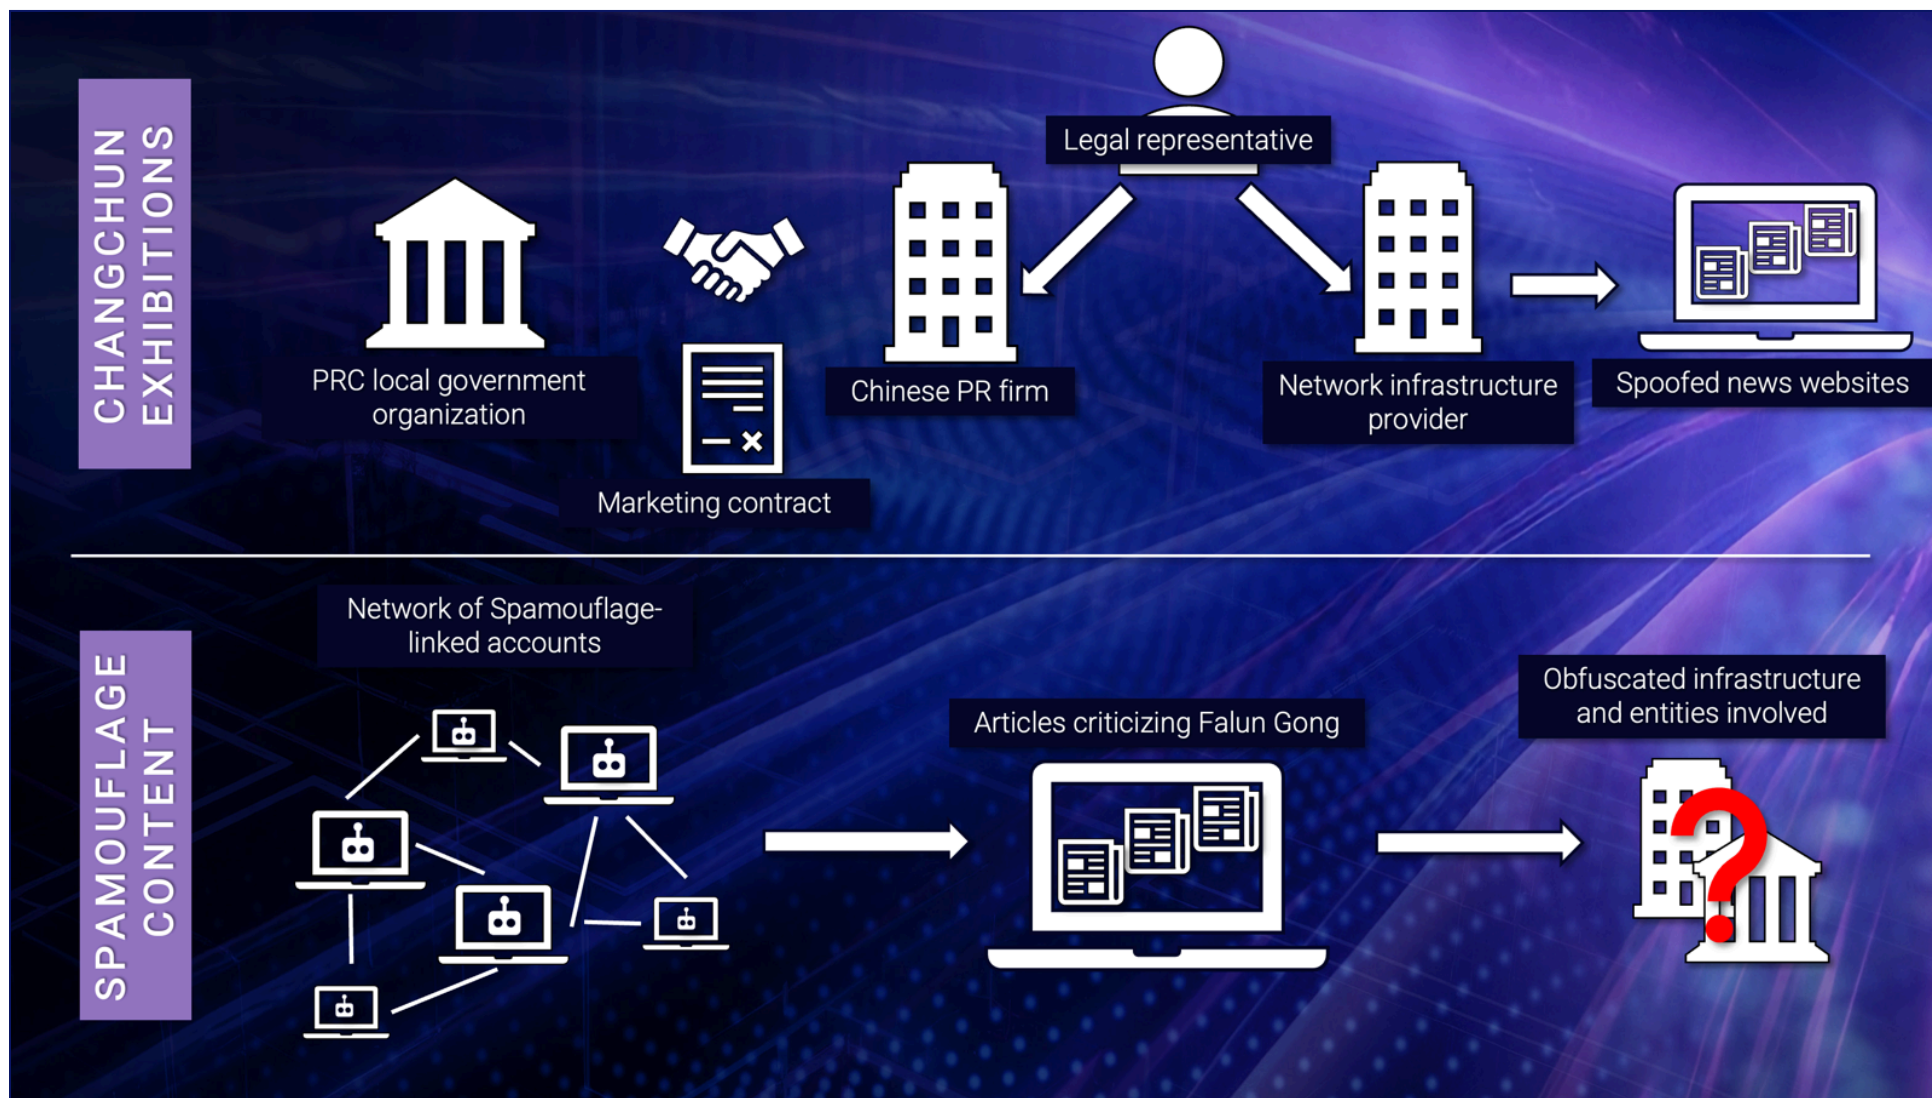 CHANGCHUN
EXHIBITIONS
Legal representative
PRC local government
organization
Marketing contract
Chinese PR firm
Network infrastructure
provider
Spoofed news websites
SPAMOUFLAGE
CONTENT
Network of Spamouflage-
linked accounts
Articles criticizing Falun Gong
Obfuscated infrastructure
and entities involved
?